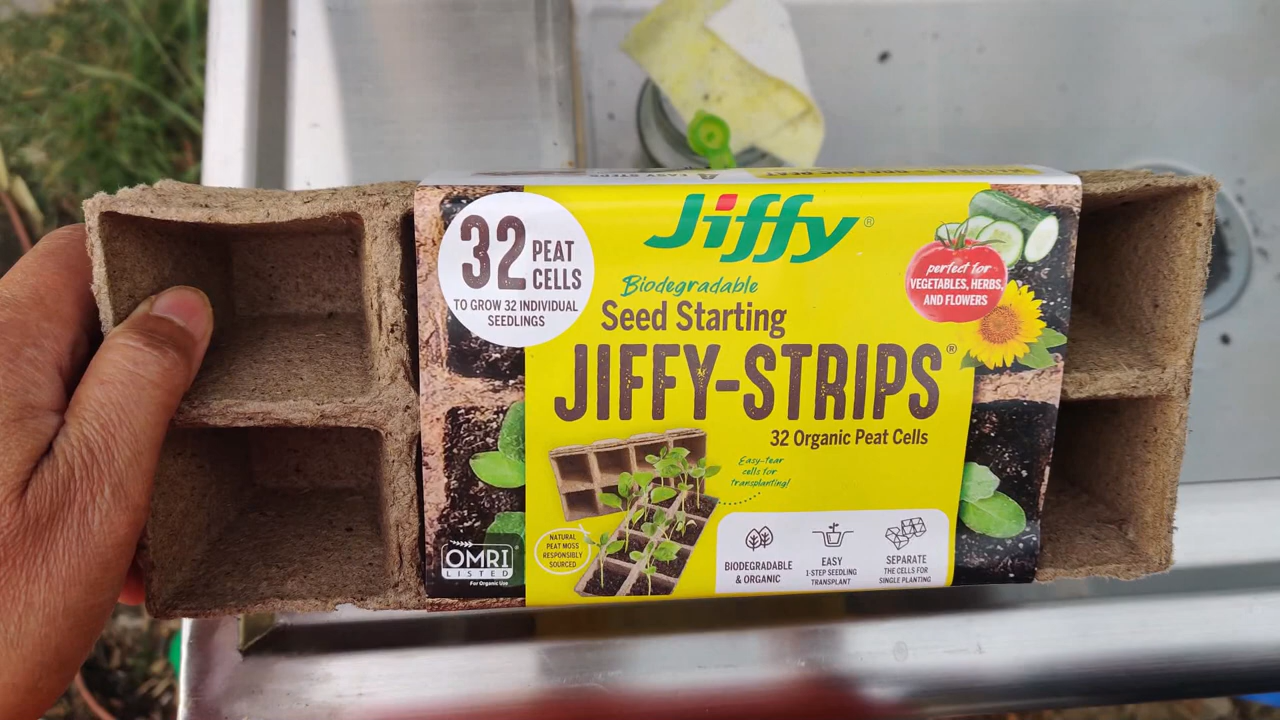 32 PEAT
CELLS
TO GROW 32 INDIVIDUAL
SEEDLINGS
Jiffy®
Biodegradable
Seed Starting
JIFFY-STRIPS®
32 Organic Peat Cells
perfect for
VEGETABLES, HERBS,
AND FLOWERS
Easy-tear
cells for
transplanting!
NATURAL
PEAT MOSS
RESPONSIBLY
SOURCED
OMRI
LISTED
For Organic Use
BIODEGRADABLE
& ORGANIC
EASY
1-STEP SEEDLING
TRANSPLANT
SEPARATE
THE CELLS FOR
SINGLE PLANTING